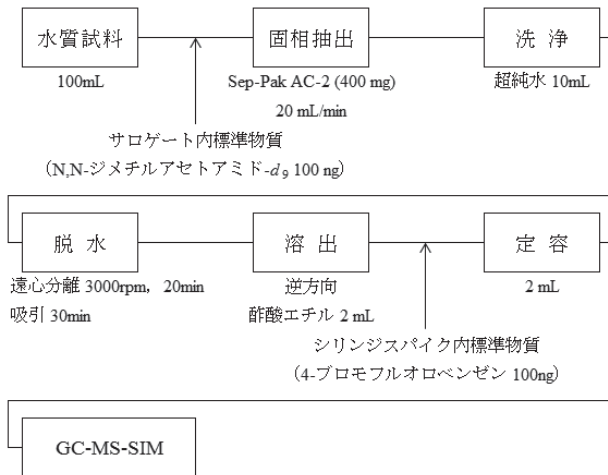 水質試料
固相抽出
洗 浄
100mL
Sep-Pak AC-2 (400 mg)
20 mL/min
超純水 10mL
サロゲート内標準物質
（N,N-ジメチルアセトアミド-d₉ 100 ng）
脱 水
溶 出
定 容
遠心分離 3000rpm，20min
吸引 30min
逆方向
酢酸エチル 2 mL
2 mL
シリンジスパイク内標準物質
（4-ブロモフルオロベンゼン 100ng）
GC-MS-SIM